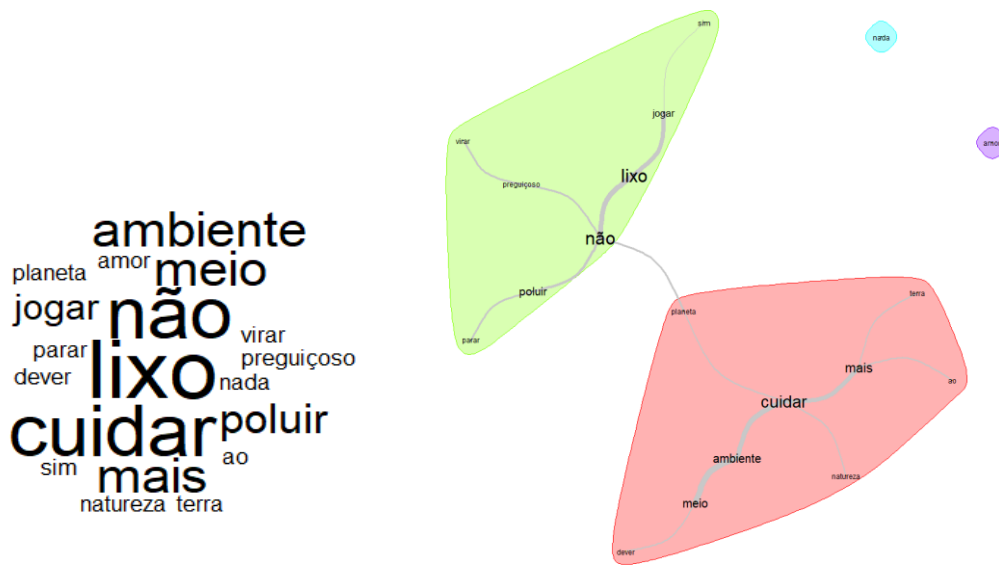 ambiente
planeta amor meio
jogar não
virar
parar lixo preguiçoso
dever nada
cuidar poluir
sim mais ao
natureza terra
sim
nada
jogar
virar
amor
lixo
preguiçoso
não
poluir
parar
planeta
terra
mais
ao
cuidar
ambiente
natureza
meio
dever